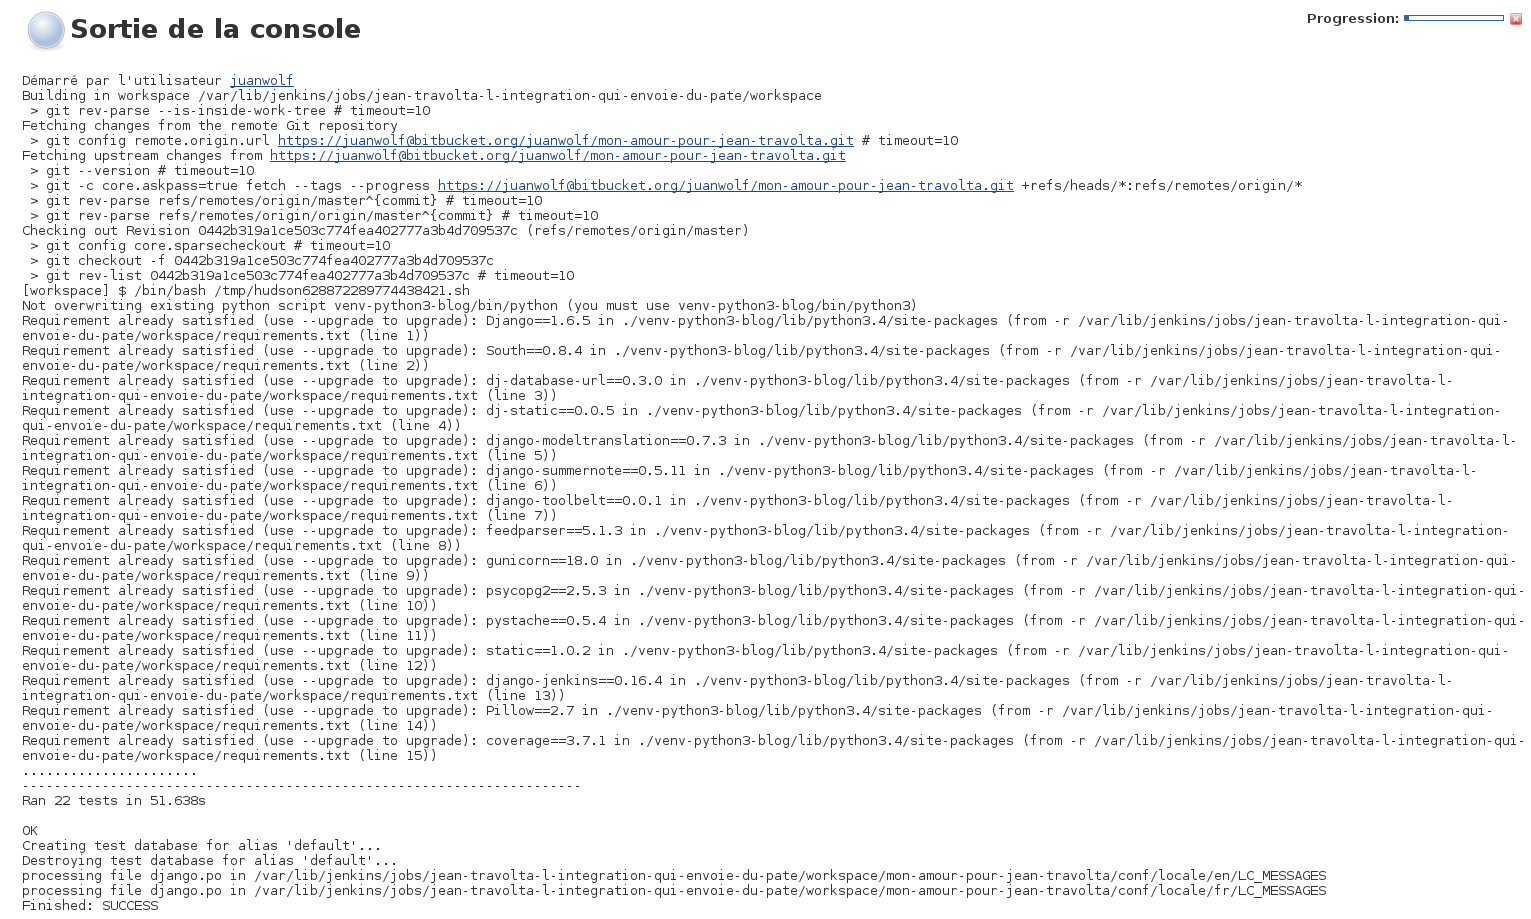 Sortie de la console
Progression:
Démarré par l'utilisateur juanwolf
Building in workspace /var/lib/jenkins/jobs/jean-travolta-l-integration-qui-envoie-du-pate/workspace
 > git rev-parse --is-inside-work-tree # timeout=10
Fetching changes from the remote Git repository
 > git config remote.origin.url https://juanwolf@bitbucket.org/juanwolf/mon-amour-pour-jean-travolta.git # timeout=10
Fetching upstream changes from https://juanwolf@bitbucket.org/juanwolf/mon-amour-pour-jean-travolta.git
 > git --version # timeout=10
 > git -c core.askpass=true fetch --tags --progress https://juanwolf@bitbucket.org/juanwolf/mon-amour-pour-jean-travolta.git +refs/heads/*:refs/remotes/origin/*
 > git rev-parse refs/remotes/origin/master^{commit} # timeout=10
 > git rev-parse refs/remotes/origin/origin/master^{commit} # timeout=10
Checking out Revision 0442b319a1ce503c774fea402777a3b4d709537c (refs/remotes/origin/master)
 > git config core.sparsecheckout # timeout=10
 > git checkout -f 0442b319a1ce503c774fea402777a3b4d709537c
 > git rev-list 0442b319a1ce503c774fea402777a3b4d709537c # timeout=10
[workspace] $ /bin/bash /tmp/hudson628872289774438421.sh
Not overwriting existing python script venv-python3-blog/bin/python (you must use venv-python3-blog/bin/python3)
Requirement already satisfied (use --upgrade to upgrade): Django==1.6.5 in ./venv-python3-blog/lib/python3.4/site-packages (from -r /var/lib/jenkins/jobs/jean-travolta-l-integration-qui-
envoie-du-pate/workspace/requirements.txt (line 1))
Requirement already satisfied (use --upgrade to upgrade): South==0.8.4 in ./venv-python3-blog/lib/python3.4/site-packages (from -r /var/lib/jenkins/jobs/jean-travolta-l-integration-qui-
envoie-du-pate/workspace/requirements.txt (line 2))
Requirement already satisfied (use --upgrade to upgrade): dj-database-url==0.3.0 in ./venv-python3-blog/lib/python3.4/site-packages (from -r /var/lib/jenkins/jobs/jean-travolta-l-
integration-qui-envoie-du-pate/workspace/requirements.txt (line 3))
Requirement already satisfied (use --upgrade to upgrade): dj-static==0.0.5 in ./venv-python3-blog/lib/python3.4/site-packages (from -r /var/lib/jenkins/jobs/jean-travolta-l-integration-
qui-envoie-du-pate/workspace/requirements.txt (line 4))
Requirement already satisfied (use --upgrade to upgrade): django-modeltranslation==0.7.3 in ./venv-python3-blog/lib/python3.4/site-packages (from -r /var/lib/jenkins/jobs/jean-travolta-l-
integration-qui-envoie-du-pate/workspace/requirements.txt (line 5))
Requirement already satisfied (use --upgrade to upgrade): django-summernote==0.5.11 in ./venv-python3-blog/lib/python3.4/site-packages (from -r /var/lib/jenkins/jobs/jean-travolta-l-
integration-qui-envoie-du-pate/workspace/requirements.txt (line 6))
Requirement already satisfied (use --upgrade to upgrade): django-toolbelt==0.0.1 in ./venv-python3-blog/lib/python3.4/site-packages (from -r /var/lib/jenkins/jobs/jean-travolta-l-
integration-qui-envoie-du-pate/workspace/requirements.txt (line 7))
Requirement already satisfied (use --upgrade to upgrade): feedparser==5.1.3 in ./venv-python3-blog/lib/python3.4/site-packages (from -r /var/lib/jenkins/jobs/jean-travolta-l-integration-
qui-envoie-du-pate/workspace/requirements.txt (line 8))
Requirement already satisfied (use --upgrade to upgrade): gunicorn==18.0 in ./venv-python3-blog/lib/python3.4/site-packages (from -r /var/lib/jenkins/jobs/jean-travolta-l-integration-qui-
envoie-du-pate/workspace/requirements.txt (line 9))
Requirement already satisfied (use --upgrade to upgrade): psycopg2==2.5.3 in ./venv-python3-blog/lib/python3.4/site-packages (from -r /var/lib/jenkins/jobs/jean-travolta-l-integration-qui-
envoie-du-pate/workspace/requirements.txt (line 10))
Requirement already satisfied (use --upgrade to upgrade): pystache==0.5.4 in ./venv-python3-blog/lib/python3.4/site-packages (from -r /var/lib/jenkins/jobs/jean-travolta-l-integration-qui-
envoie-du-pate/workspace/requirements.txt (line 11))
Requirement already satisfied (use --upgrade to upgrade): static==1.0.2 in ./venv-python3-blog/lib/python3.4/site-packages (from -r /var/lib/jenkins/jobs/jean-travolta-l-integration-qui-
envoie-du-pate/workspace/requirements.txt (line 12))
Requirement already satisfied (use --upgrade to upgrade): django-jenkins==0.16.4 in ./venv-python3-blog/lib/python3.4/site-packages (from -r /var/lib/jenkins/jobs/jean-travolta-l-
integration-qui-envoie-du-pate/workspace/requirements.txt (line 13))
Requirement already satisfied (use --upgrade to upgrade): Pillow==2.7 in ./venv-python3-blog/lib/python3.4/site-packages (from -r /var/lib/jenkins/jobs/jean-travolta-l-integration-qui-
envoie-du-pate/workspace/requirements.txt (line 14))
Requirement already satisfied (use --upgrade to upgrade): coverage==3.7.1 in ./venv-python3-blog/lib/python3.4/site-packages (from -r /var/lib/jenkins/jobs/jean-travolta-l-integration-qui-
envoie-du-pate/workspace/requirements.txt (line 15))
......................
----------------------------------------------------------------------
Ran 22 tests in 51.638s
OK
Creating test database for alias 'default'...
Destroying test database for alias 'default'...
processing file django.po in /var/lib/jenkins/jobs/jean-travolta-l-integration-qui-envoie-du-pate/workspace/mon-amour-pour-jean-travolta/conf/locale/en/LC_MESSAGES
processing file django.po in /var/lib/jenkins/jobs/jean-travolta-l-integration-qui-envoie-du-pate/workspace/mon-amour-pour-jean-travolta/conf/locale/fr/LC_MESSAGES
Finished: SUCCESS